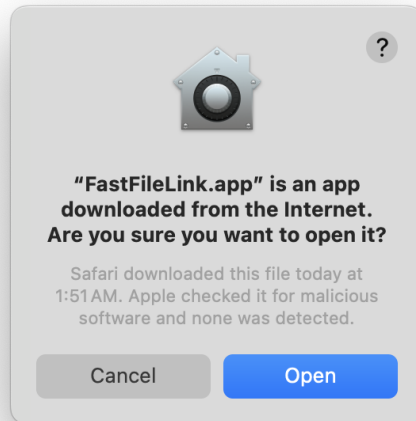 ?
“FastFileLink.app” is an app
downloaded from the Internet.
Are you sure you want to open it?
Safari downloaded this file today at
1:51 AM. Apple checked it for malicious
software and none was detected.
Cancel
Open